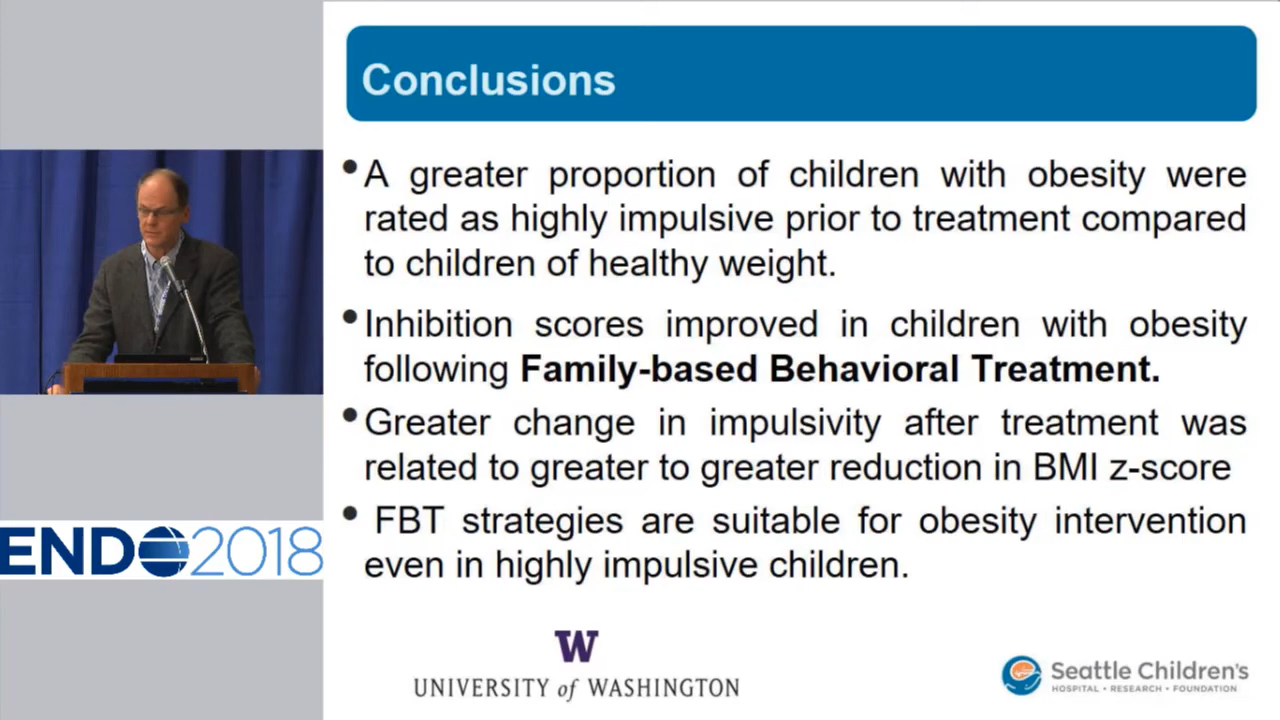 Conclusions
• A greater proportion of children with obesity were
rated as highly impulsive prior to treatment compared
to children of healthy weight.
• Inhibition scores improved in children with obesity
following Family-based Behavioral Treatment.
• Greater change in impulsivity after treatment was
related to greater to greater reduction in BMI z-score
• FBT strategies are suitable for obesity intervention
even in highly impulsive children.
ENDO2018
W
UNIVERSITY of WASHINGTON
Seattle Children's
HOSPITAL • RESEARCH • FOUNDATION